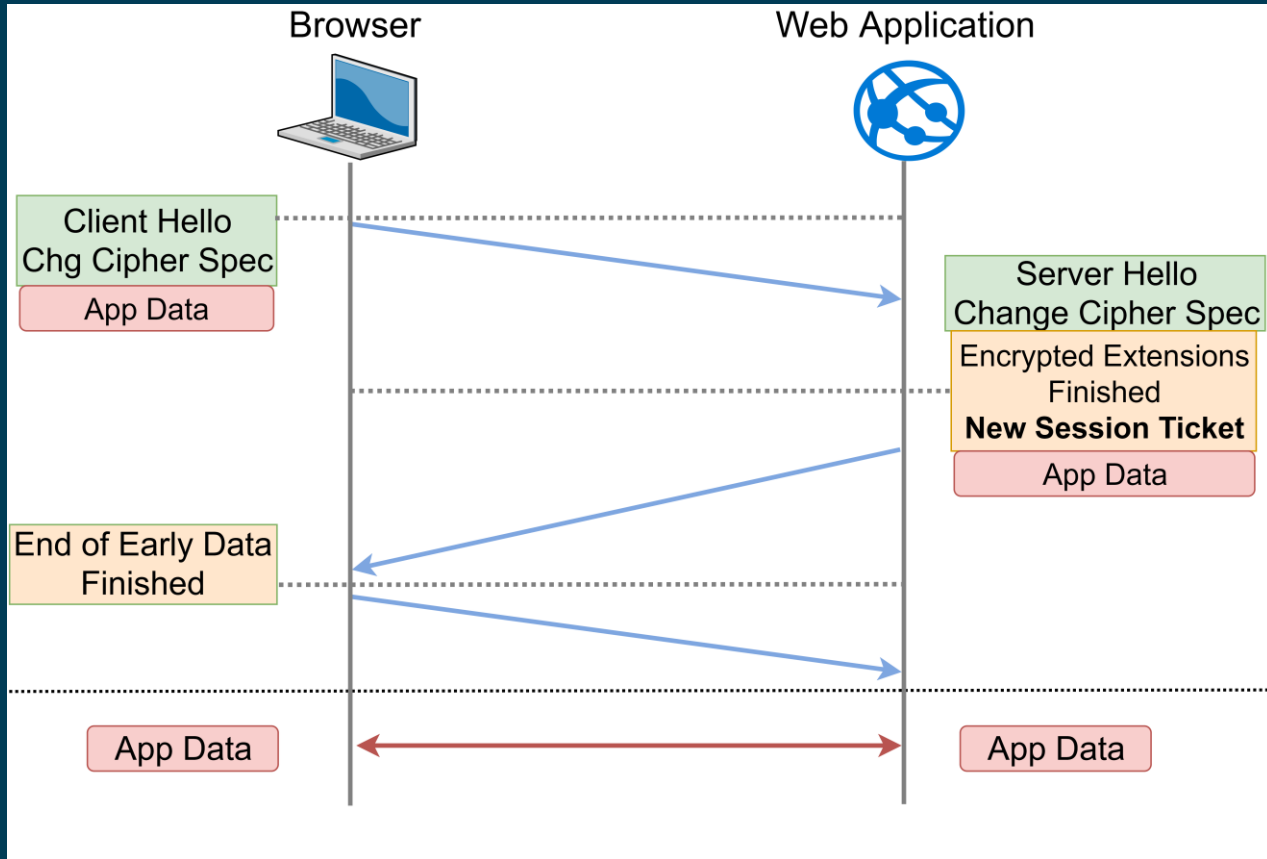 Browser
Web Application
Client Hello
Chg Cipher Spec
App Data
Server Hello
Change Cipher Spec
Encrypted Extensions
Finished
New Session Ticket
App Data
End of Early Data
Finished
App Data
App Data